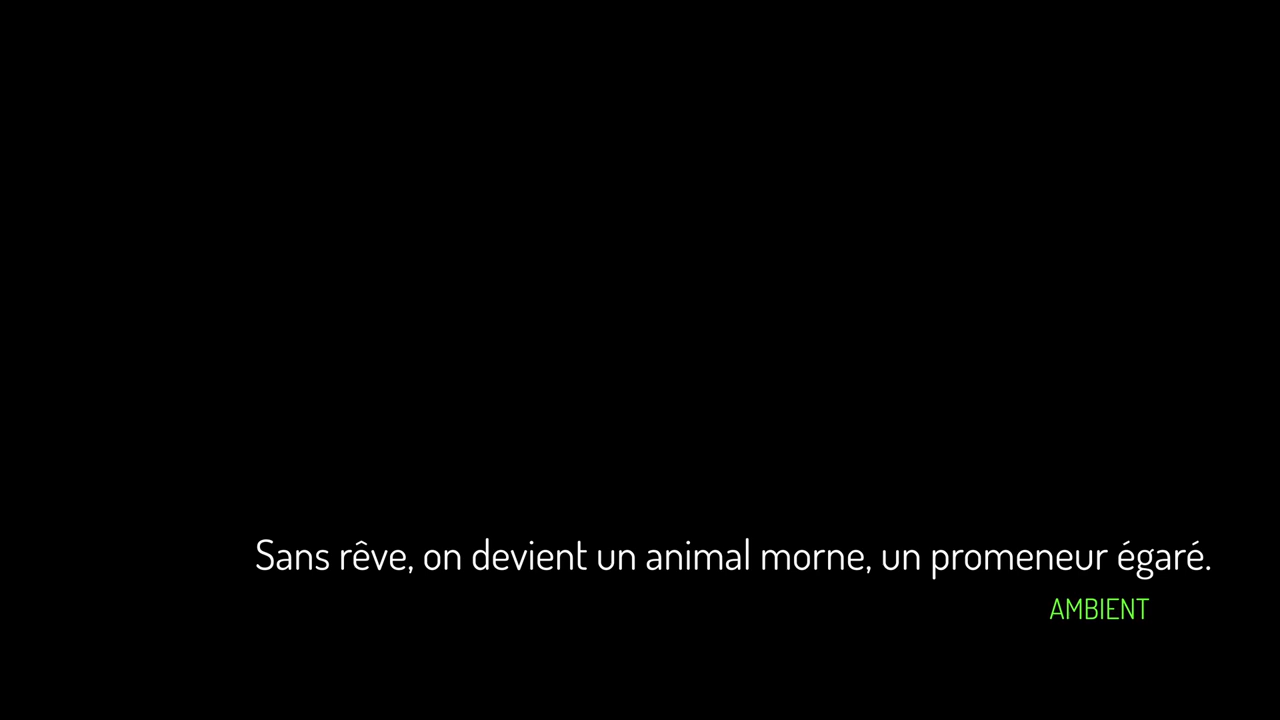 Sans rêve, on devient un animal morne, un promeneur égaré.
AMBIENT